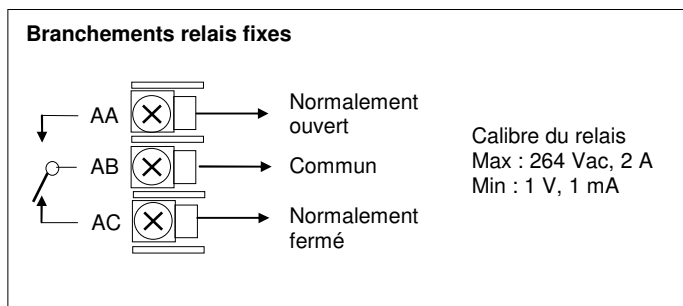 Branchements relais fixes
AA
Normalement
ouvert
AB
Commun
AC
Normalement
fermé
Calibre du relais
Max : 264 Vac, 2 A
Min : 1 V, 1 mA